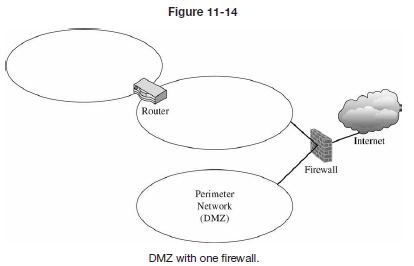 Figure 11-14
Router
Internet
Firewall
Perimeter
Network
(DMZ)
DMZ with one firewall.